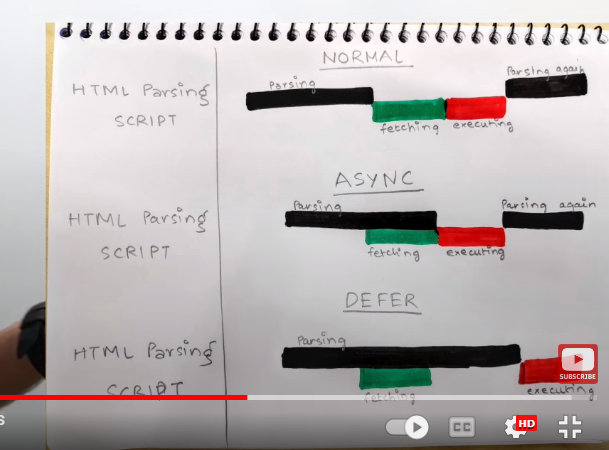 NORMAL
Parsing
Parsing again
HTML Parsing
SCRIPT
fetching
executing
ASYNC
Parsing
Parsing again
HTML Parsing
SCRIPT
fetching
executing
DEFER
Parsing
HTML Parsing
SCRIPT
fetching
executing
SUBSCRIBE
CC
HD